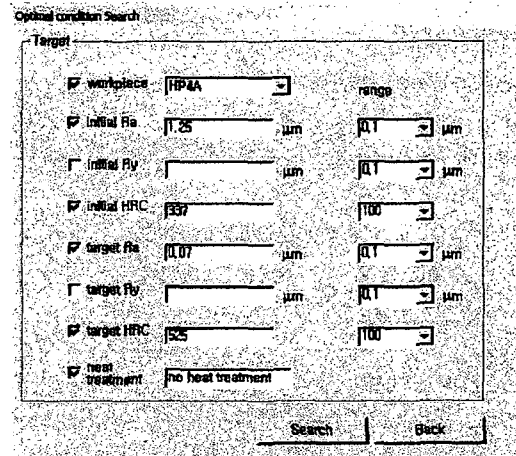 Optimal condition Search
Target
workpiece HP4A range
initial Ra 1,25 µm 0,1 µm
initial Ry µm 0,1 µm
initial HRC 337 100
target Ra 0,07 µm 0,1 µm
target Ry µm 0,1 µm
target HRC 525 100
heat treatment no heat treatment
Search Back